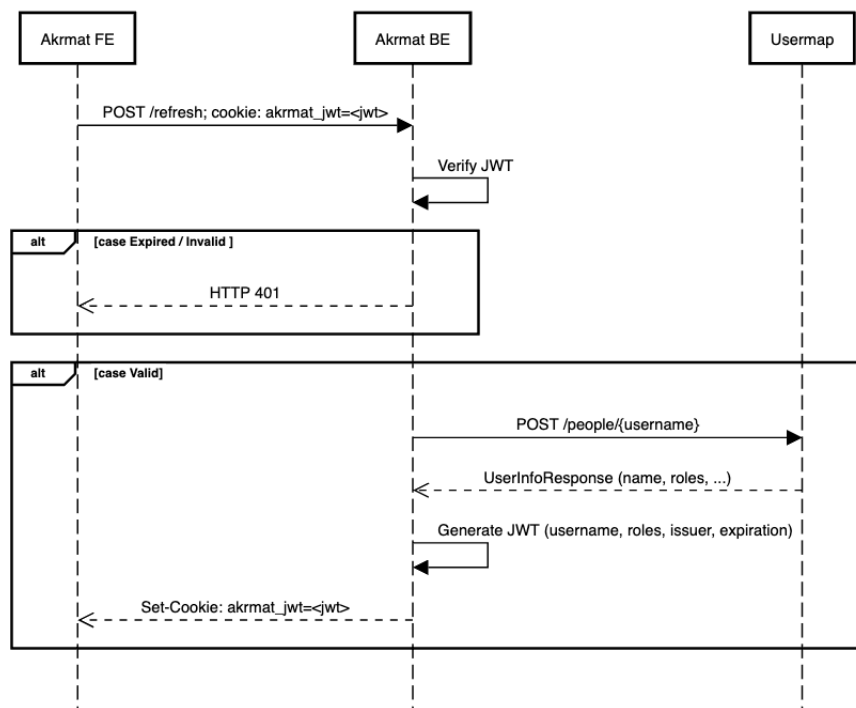 Akrmat FE
Akrmat BE
Usermap
POST /refresh; cookie: akrmat_jwt=<jwt>
Verify JWT
alt
[case Expired / Invalid ]
HTTP 401
alt
[case Valid]
POST /people/{username}
UserInfoResponse (name, roles, ...)
Generate JWT (username, roles, issuer, expiration)
Set-Cookie: akrmat_jwt=<jwt>